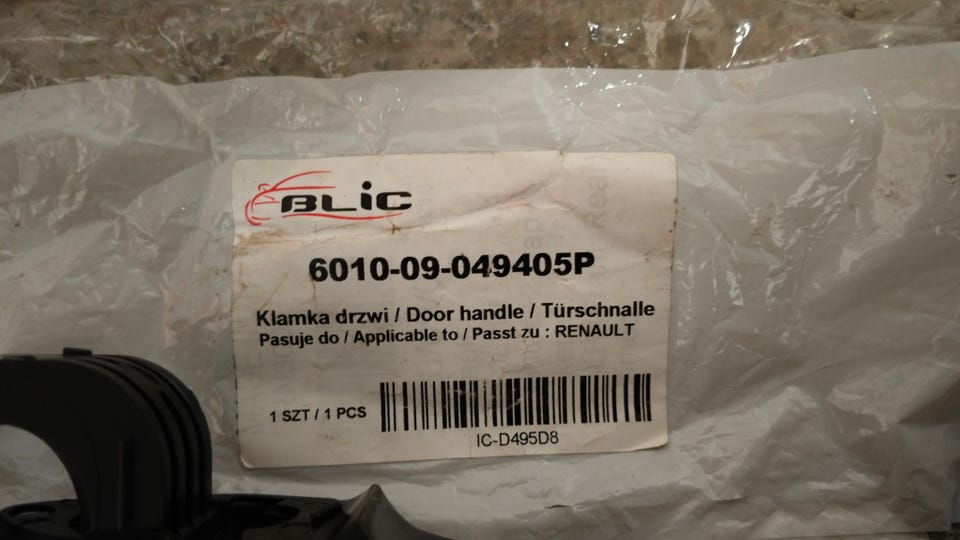 BLIC
6010-09-049405P
Klamka drzwi / Door handle / Türschnalle
Pasuje do / Applicable to / Passt zu : RENAULT
1 SZT / 1 PCS
IC-D495D8